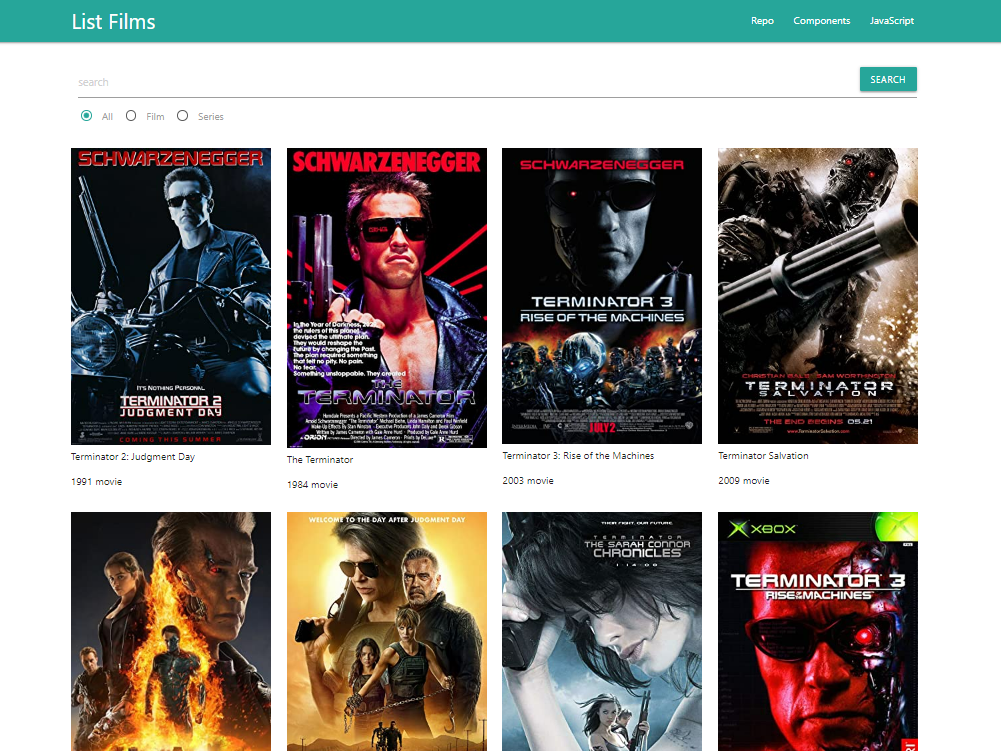 List Films
Repo
Components
JavaScript
search
SEARCH
All
Film
Series
SCHWARZENEGGER
IT'S NOTHING PERSONAL
TERMINATOR 2
JUDGMENT DAY
COMING THIS SUMMER
Terminator 2: Judgment Day
1991 movie
SCHWARZENEGGER
In the Year of Darkness, 2029,
the rulers of this planet
devised the ultimate plan.
They would reshape the
Future by changing the Past.
The plan required something
that felt no pity. No pain.
No fear.
Something unstoppable. They created
THE
TERMINATOR
ORION
R
The Terminator
1984 movie
SCHWARZENEGGER
TERMINATOR 3
RISE OF THE MACHINES
JULY 2
Terminator 3: Rise of the Machines
2003 movie
CHRISTIAN BALE SAM WORTHINGTON
TERMINATOR
SALVATION
THE END BEGINS 05.21
www.TerminatorSalvation.com
Terminator Salvation
2009 movie
WELCOME TO THE DAY AFTER JUDGMENT DAY
THEIR FIGHT. OUR FUTURE.
TERMINATOR
THE SARAH CONNOR
CHRONICLES
1·14·08
XBOX
TERMINATOR 3
RISE OF THE MACHINES